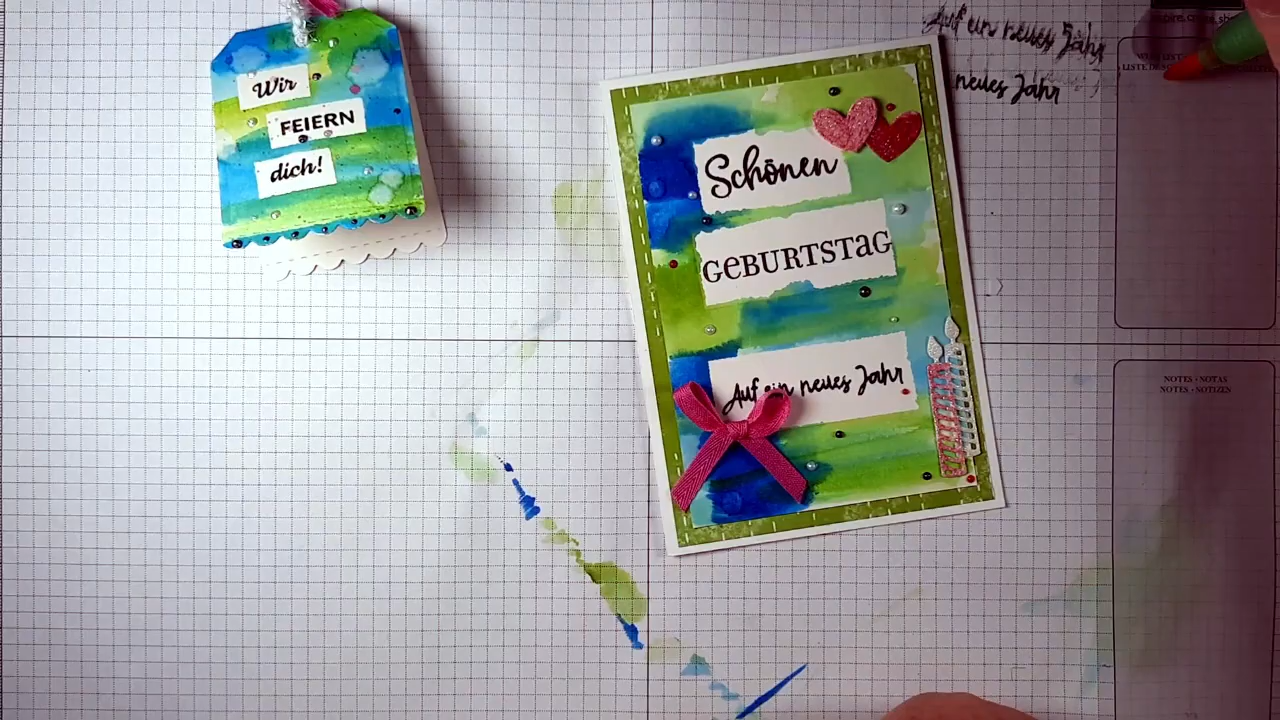 Wir
FEIERN
dich!
Schönen
GEBURTSTAG
Auf ein neues Jahr
Auf ein neues Jahr
neues Jahr
NOTES • NOTAS
NOTES • NOTIZEN